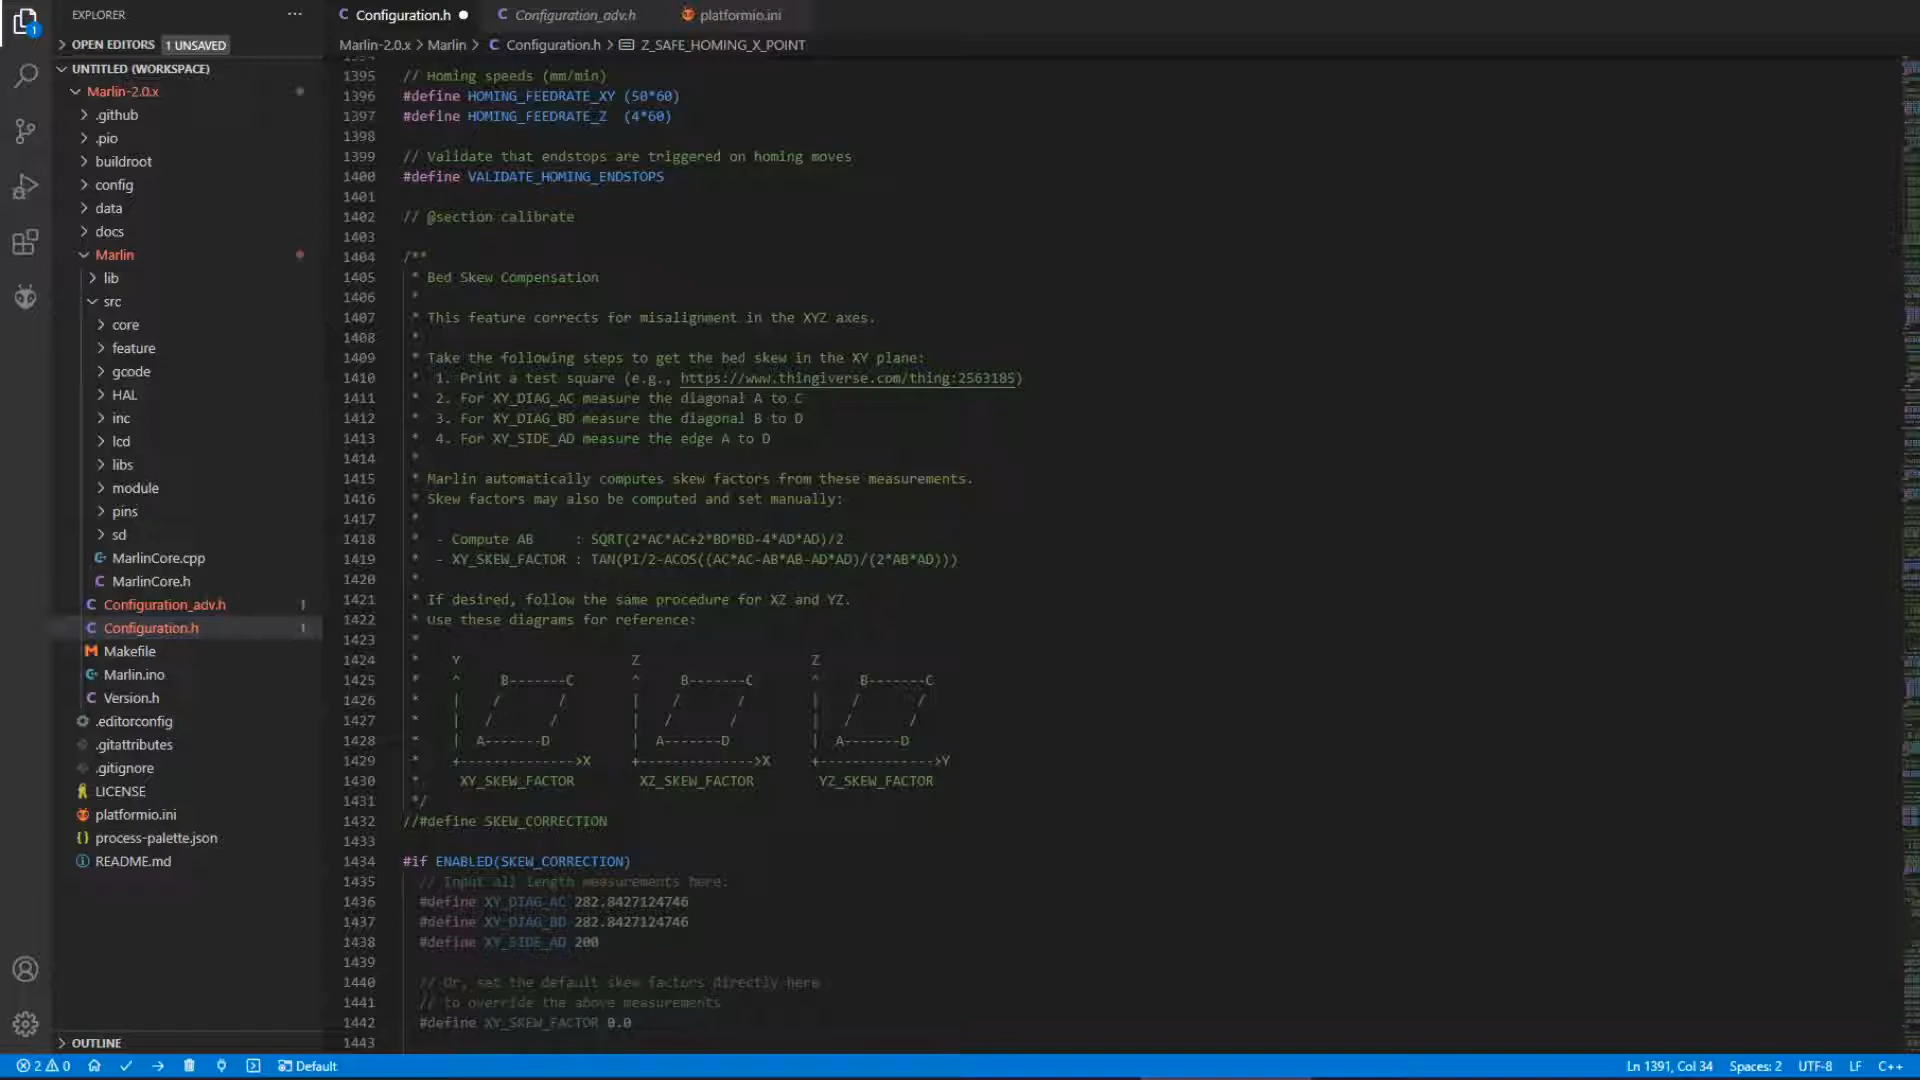 EXPLORER
OPEN EDITORS 1 UNSAVED
UNTITLED (WORKSPACE)
Marlin-2.0.x
.github
.pio
buildroot
config
data
docs
Marlin
lib
src
core
feature
gcode
HAL
inc
lcd
libs
module
pins
sd
MarlinCore.cpp
MarlinCore.h
Configuration_adv.h 1
Configuration.h 1
Makefile
Marlin.ino
Version.h
.editorconfig
.gitattributes
.gitignore
LICENSE
platformio.ini
process-palette.json
README.md
OUTLINE
Configuration.h Configuration_adv.h platformio.ini
Marlin-2.0.x > Marlin > Configuration.h > Z_SAFE_HOMING_X_POINT
1395 // Homing speeds (mm/min)
1396 #define HOMING_FEEDRATE_XY (50*60)
1397 #define HOMING_FEEDRATE_Z  (4*60)
1398
1399 // Validate that endstops are triggered on homing moves
1400 #define VALIDATE_HOMING_ENDSTOPS
1401
1402 // @section calibrate
1403
1404 /**
1405 * Bed Skew Compensation
1406 *
1407 * This feature corrects for misalignment in the XYZ axes.
1408 *
1409 * Take the following steps to get the bed skew in the XY plane:
1410 *  1. Print a test square (e.g., https://www.thingiverse.com/thing:2563185)
1411 *  2. For XY_DIAG_AC measure the diagonal A to C
1412 *  3. For XY_DIAG_BD measure the diagonal B to D
1413 *  4. For XY_SIDE_AD measure the edge A to D
1414 *
1415 * Marlin automatically computes skew factors from these measurements.
1416 * Skew factors may also be computed and set manually:
1417 *
1418 *  - Compute AB     : SQRT(2*AC*AC+2*BD*BD-4*AD*AD)/2
1419 *  - XY_SKEW_FACTOR : TAN(PI/2-ACOS((AC*AC-AB*AB-AD*AD)/(2*AB*AD)))
1420 *
1421 * If desired, follow the same procedure for XZ and YZ.
1422 * Use these diagrams for reference:
1423 *
1424 *    Y                     Z                     Z
1425 *    ^     B-------C       ^     B-------C       ^     B-------C
1426 *    |    /       /        |    /       /        |    /       /
1427 *    |   /       /         |   /       /         |   /       /
1428 *    |  A-------D          |  A-------D          |  A-------D
1429 *    +-------------->X     +-------------->X     +-------------->Y
1430 *     XY_SKEW_FACTOR        XZ_SKEW_FACTOR        YZ_SKEW_FACTOR
1431 */
1432 //#define SKEW_CORRECTION
1433
1434 #if ENABLED(SKEW_CORRECTION)
1435 // Input all length measurements here:
1436 #define XY_DIAG_AC 282.8427124746
1437 #define XY_DIAG_BD 282.8427124746
1438 #define XY_SIDE_AD 200
1439
1440 // Or, set the default skew factors directly here
1441 // to override the above measurements
1442 #define XY_SKEW_FACTOR 0.0
1443
2 0 Default Ln 1391, Col 34 Spaces: 2 UTF-8 LF C++